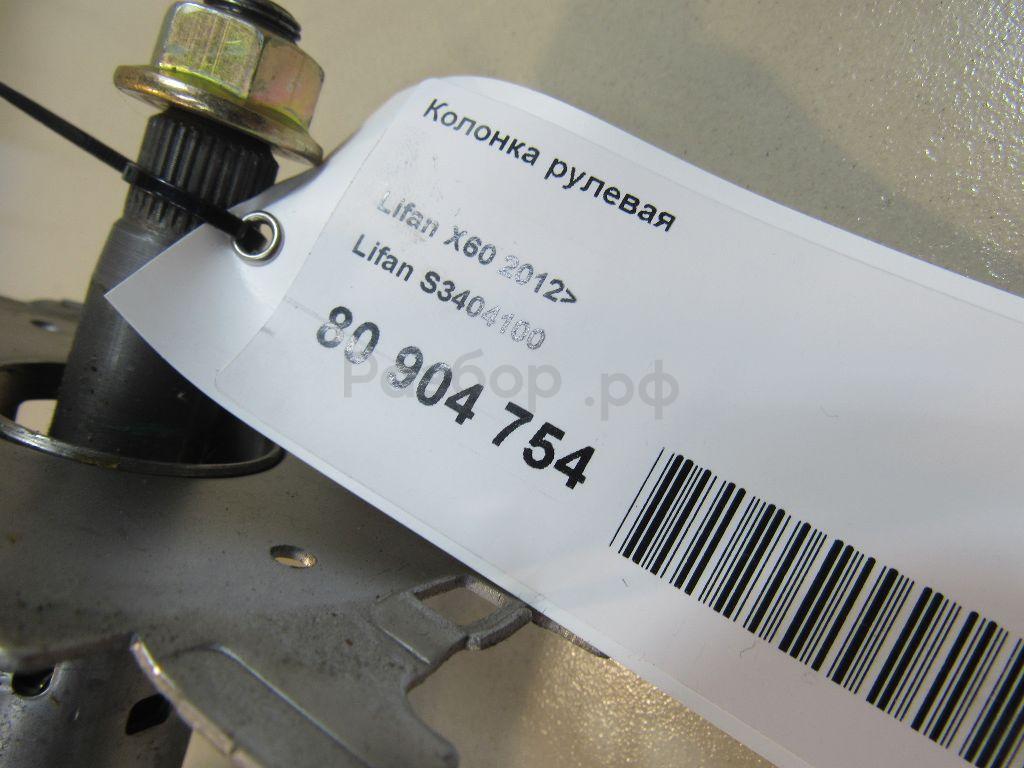 Колонка рулевая
Lifan X60 2012>
Lifan S3404100
80 904 754
Разбор.рф